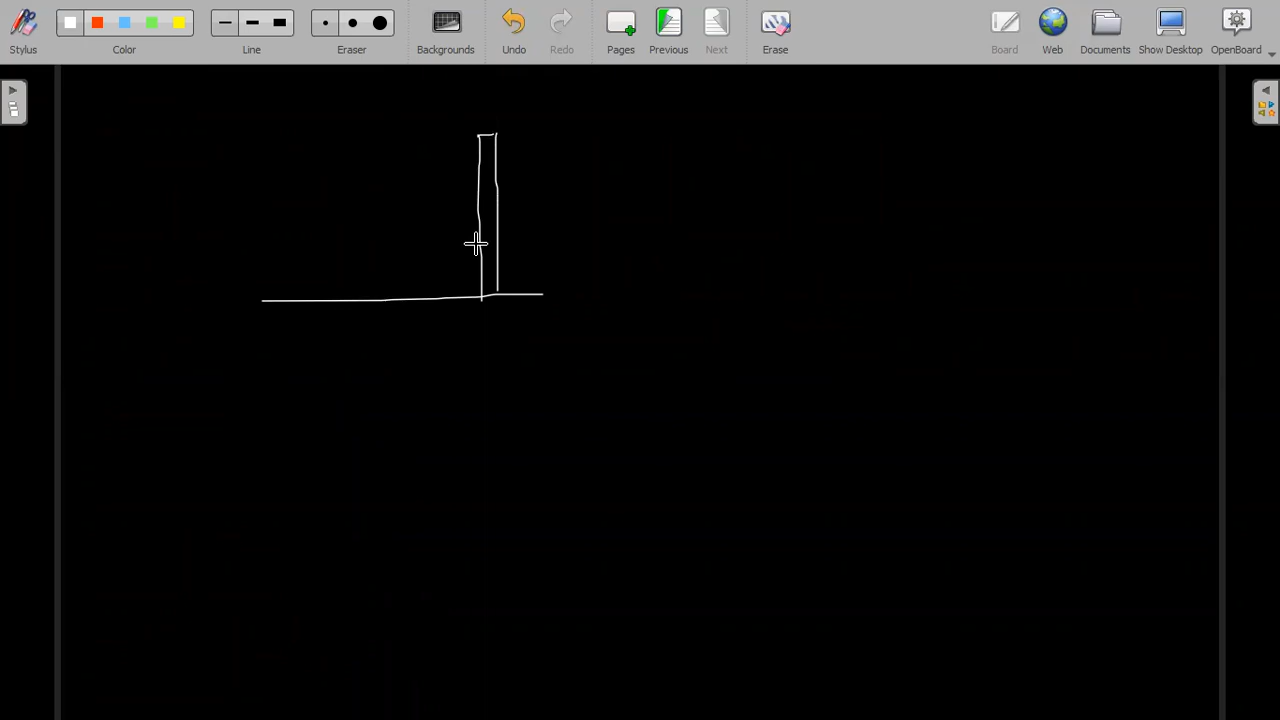 Stylus
Color
Line
Eraser
Backgrounds
Undo
Redo
Pages
Previous
Next
Erase
Board
Web
Documents
Show Desktop
OpenBoard